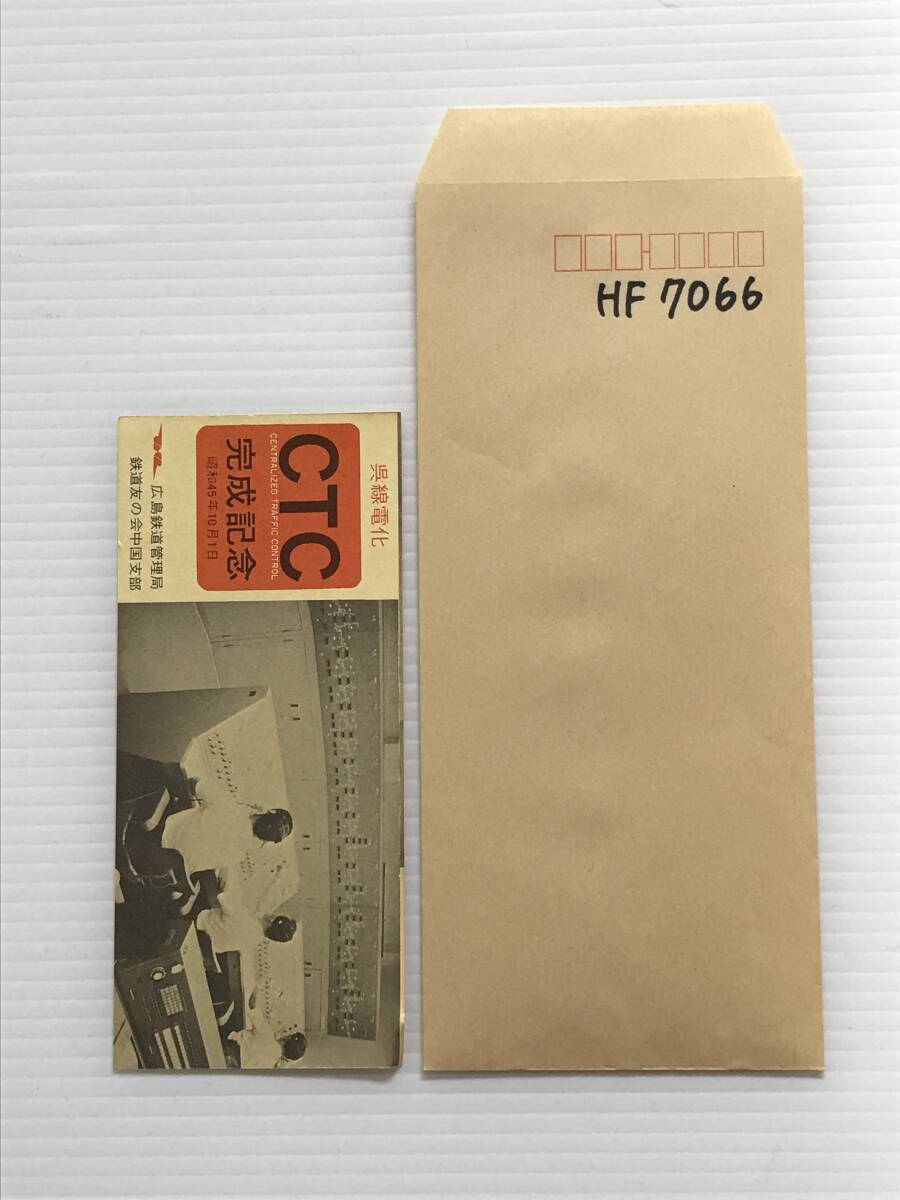 HF 7066
呉線電化
CTC
CENTRALIZED TRAFFIC CONTROL
完成記念
昭和45年10月1日
広島鉄道管理局
鉄道友の会中国支部